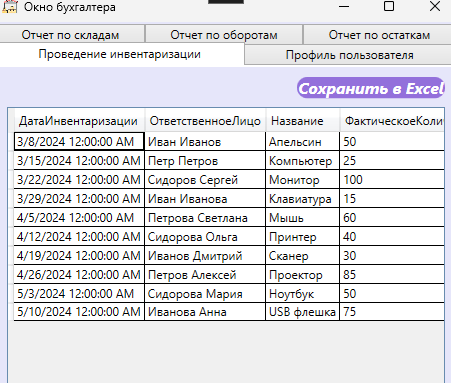 Окно бухгалтера
Отчет по складам Отчет по оборотам Отчет по остаткам
Проведение инвентаризации Профиль пользователя
Сохранить в Excel
ДатаИнвентаризации ОтветственноеЛицо Название ФактическоеКоли
3/8/2024 12:00:00 AM Иван Иванов Апельсин 50
3/15/2024 12:00:00 AM Петр Петров Компьютер 25
3/22/2024 12:00:00 AM Сидоров Сергей Монитор 100
3/29/2024 12:00:00 AM Иван Иванова Клавиатура 15
4/5/2024 12:00:00 AM Петрова Светлана Мышь 60
4/12/2024 12:00:00 AM Сидорова Ольга Принтер 40
4/19/2024 12:00:00 AM Иванов Дмитрий Сканер 30
4/26/2024 12:00:00 AM Петров Алексей Проектор 85
5/3/2024 12:00:00 AM Сидорова Мария Ноутбук 50
5/10/2024 12:00:00 AM Иванова Анна USB флешка 75